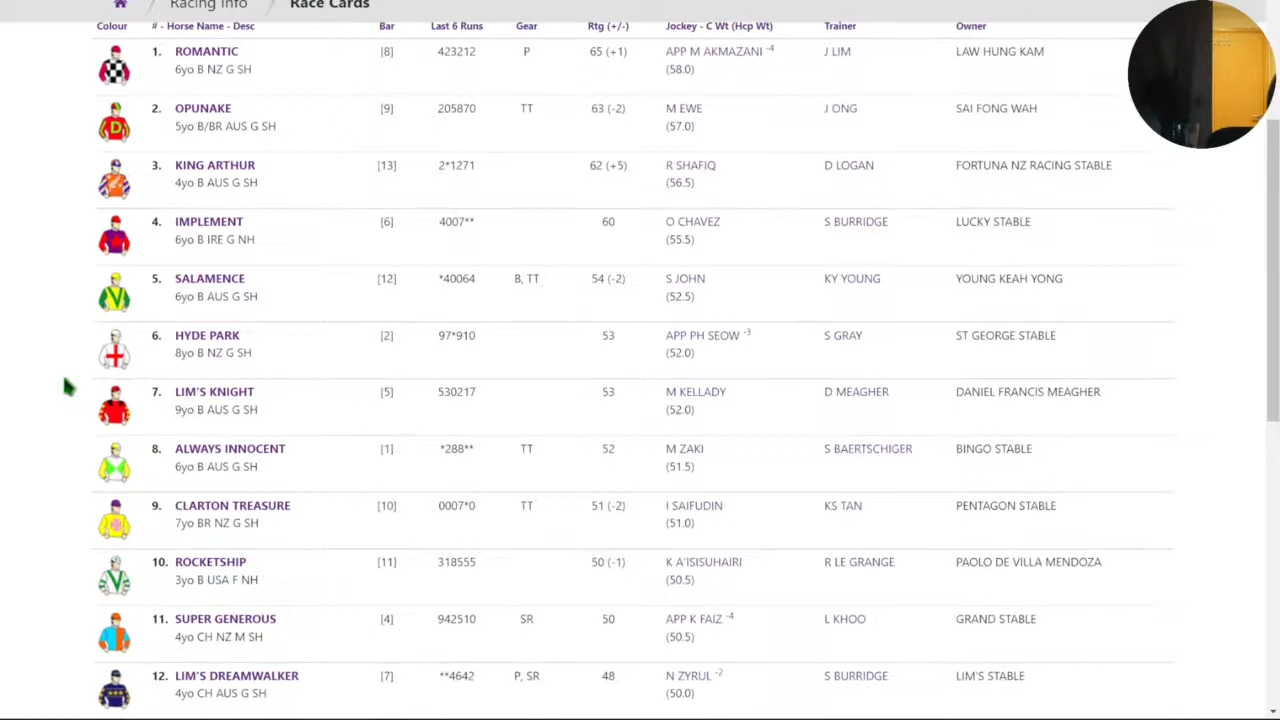 Racing Info Race Cards
Colour # - Horse Name - Desc Bar Last 6 Runs Gear Rtg (+/-) Jockey - C Wt (Hcp Wt) Trainer Owner
1. ROMANTIC [8] 423212 P 65 (+1) APP M AKMAZANI -4 J LIM LAW HUNG KAM
6yo B NZ G SH (58.0)
2. OPUNAKE [9] 205870 TT 63 (-2) M EWE J ONG SAI FONG WAH
D
5yo B/BR AUS G SH (57.0)
3. KING ARTHUR [13] 2*1271 62 (+5) R SHAFIQ D LOGAN FORTUNA NZ RACING STABLE
4yo B AUS G SH (56.5)
4. IMPLEMENT [6] 4007** 60 O CHAVEZ S BURRIDGE LUCKY STABLE
6yo B IRE G NH (55.5)
5. SALAMENCE [12] *40064 B, TT 54 (-2) S JOHN KY YOUNG YOUNG KEAH YONG
6yo B AUS G SH (52.5)
6. HYDE PARK [2] 97*910 53 APP PH SEOW -3 S GRAY ST GEORGE STABLE
8yo B NZ G SH (52.0)
7. LIM'S KNIGHT [5] 530217 53 M KELLADY D MEAGHER DANIEL FRANCIS MEAGHER
9yo B AUS G SH (52.0)
8. ALWAYS INNOCENT [1] *288** TT 52 M ZAKI S BAERTSCHIGER BINGO STABLE
6yo B AUS G SH (51.5)
9. CLARTON TREASURE [10] 0007*0 TT 51 (-2) I SAIFUDIN KS TAN PENTAGON STABLE
7yo BR NZ G SH (51.0)
10. ROCKETSHIP [11] 318555 50 (-1) K A'ISISUHAIRI R LE GRANGE PAOLO DE VILLA MENDOZA
3yo B USA F NH (50.5)
11. SUPER GENEROUS [4] 942510 SR 50 APP K FAIZ -4 L KHOO GRAND STABLE
4yo CH NZ M SH (50.5)
12. LIM'S DREAMWALKER [7] **4642 P, SR 48 N ZYRUL -2 S BURRIDGE LIM'S STABLE
4yo CH AUS G SH (50.0)